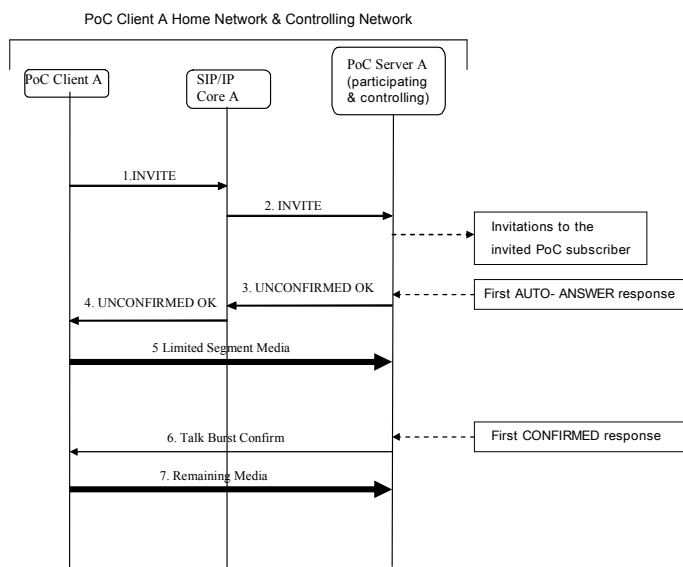 PoC Client A Home Network & Controlling Network
PoC Client A
SIP/IP
Core A
PoC Server A
(participating
& controlling)
1.INVITE
2. INVITE
Invitations to the
invited PoC subscriber
3. UNCONFIRMED OK
First AUTO- ANSWER response
4. UNCONFIRMED OK
5 Limited Segment Media
First CONFIRMED response
6. Talk Burst Confirm
7. Remaining Media